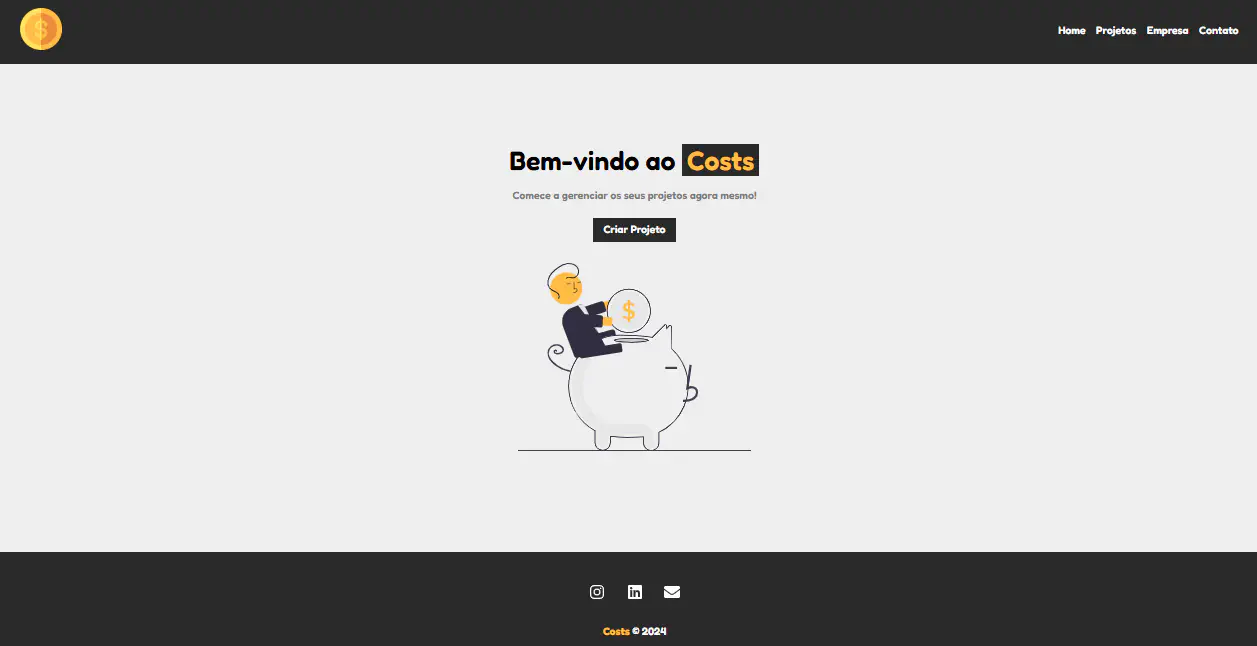 $
Home Projetos Empresa Contato
Bem-vindo ao Costs
Comece a gerenciar os seus projetos agora mesmo!
Criar Projeto
$
in
Costs © 2024